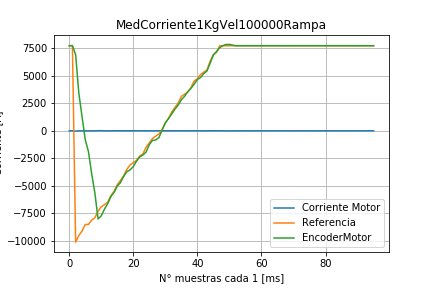 MedCorriente1KgVel100000Rampa
7500
5000
2500
0
−2500
−5000
−7500
−10000
0
20
40
60
80
N° muestras cada 1 [ms]
Corriente Motor
Referencia
EncoderMotor